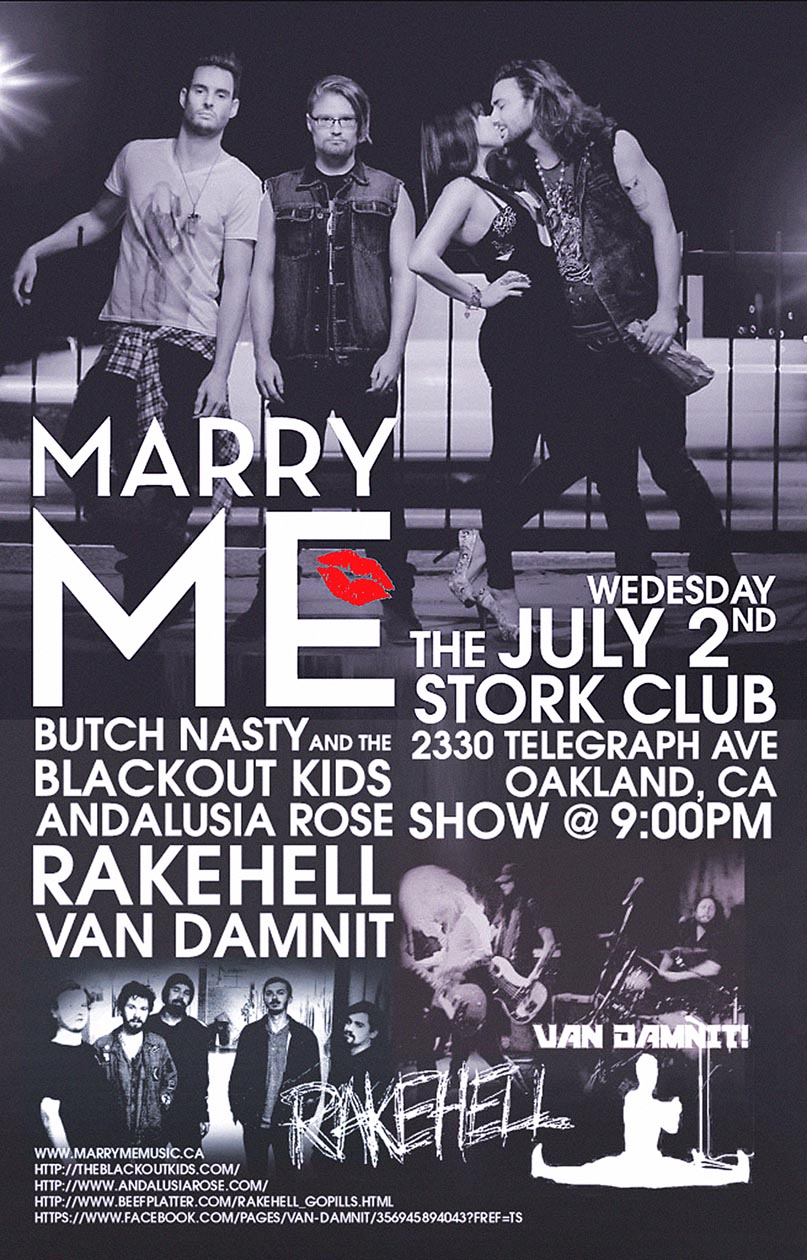 MARRY
ME
BUTCH NASTY AND THE
BLACKOUT KIDS
ANDALUSIA ROSE
RAKEHELL
VAN DAMNIT
WEDESDAY
THE JULY 2ND
STORK CLUB
2330 TELEGRAPH AVE
OAKLAND, CA
SHOW @ 9:00PM
VAN DAMNIT!
RAKEHELL
WWW.MARRYMEMUSIC.CA
HTTP://THEBLACKOUTKIDS.COM/
HTTP://WWW.ANDALUSIAROSE.COM/
HTTP://WWW.BEEFPLATTER.COM/RAKEHELL_GOPILLS.HTML
HTTPS://WWW.FACEBOOK.COM/PAGES/VAN-DAMNIT/356945894043?FREF=TS